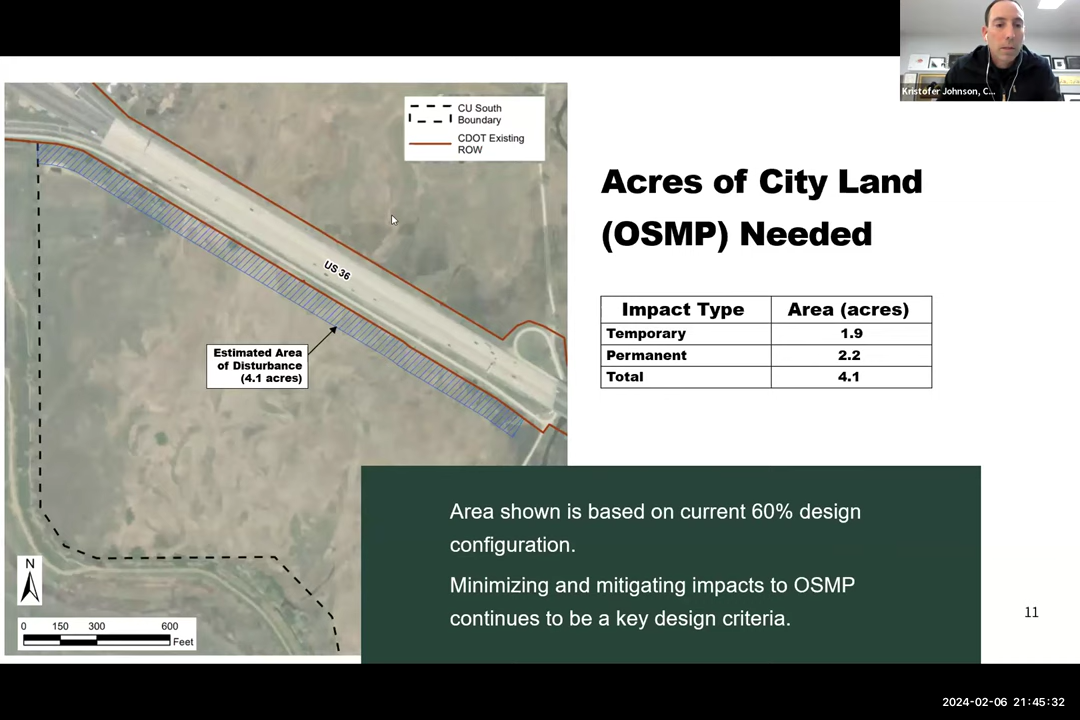 Kristofer Johnson, C...
CU South
Boundary
CDOT Existing
ROW
US 36
Estimated Area
of Disturbance
(4.1 acres)
N
0 150 300 600
Feet
Acres of City Land
(OSMP) Needed
Impact Type Area (acres)
Temporary 1.9
Permanent 2.2
Total 4.1
Area shown is based on current 60% design
configuration.
Minimizing and mitigating impacts to OSMP
continues to be a key design criteria.
11
2024-02-06 21:45:32